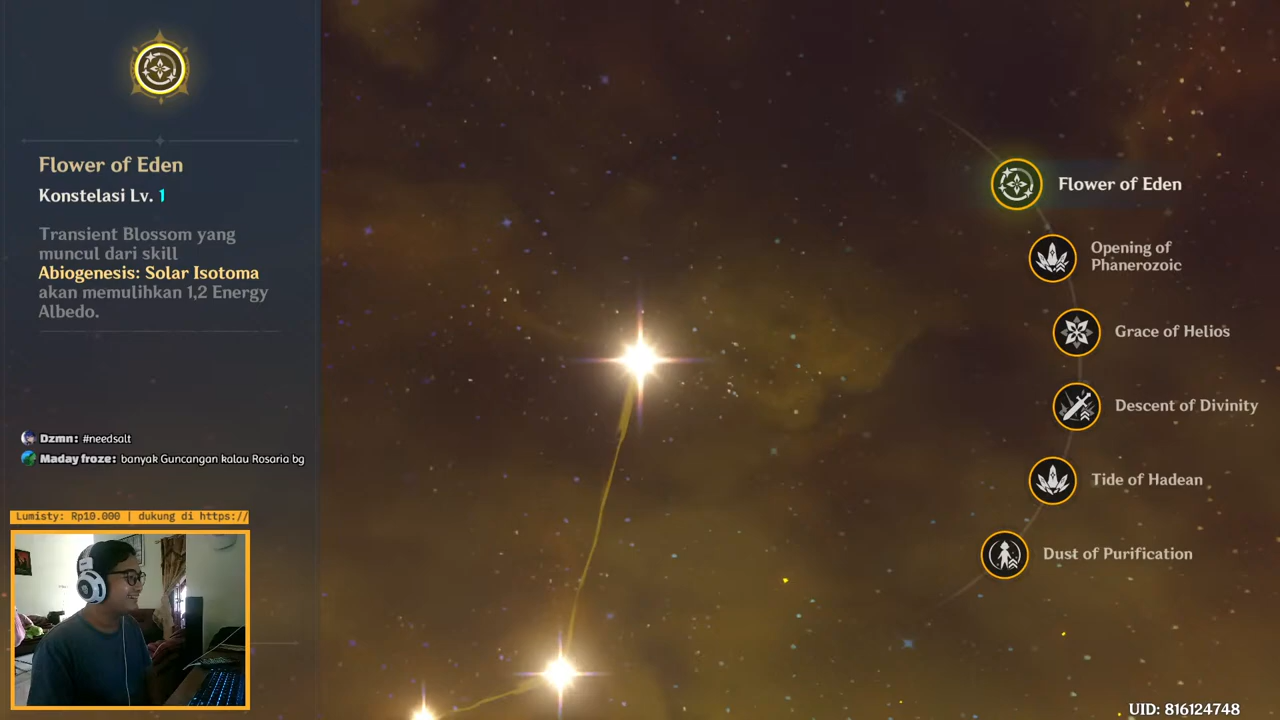 Flower of Eden
Konstelasi Lv. 1
Transient Blossom yang
muncul dari skill
Abiogenesis: Solar Isotoma
akan memulihkan 1,2 Energy
Albedo.
Dzmn: #needsalt
Maday froze: banyak Guncangan kalau Rosaria bg
Lumisty: Rp10.000 | dukung di https://
Flower of Eden
Opening of
Phanerozoic
Grace of Helios
Descent of Divinity
Tide of Hadean
Dust of Purification
UID: 816124748